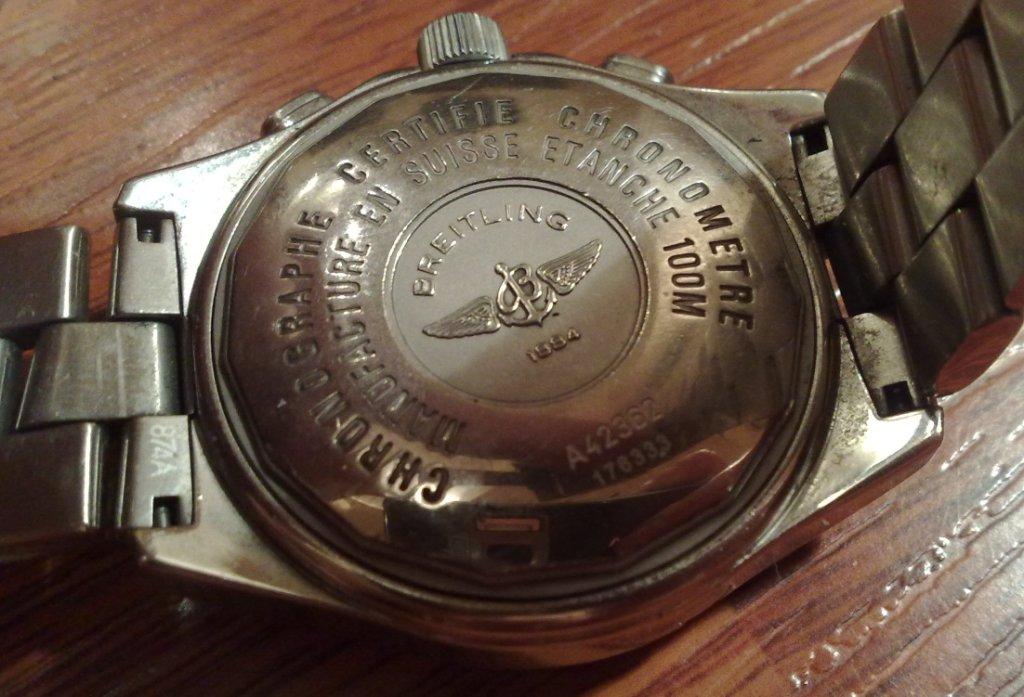 CHRONOGRAPHE CERTIFIE CHRONOMETRE
MANUFACTURE EN SUISSE ETANCHE 100M
BREITLING
1884
A42362
176333
874A